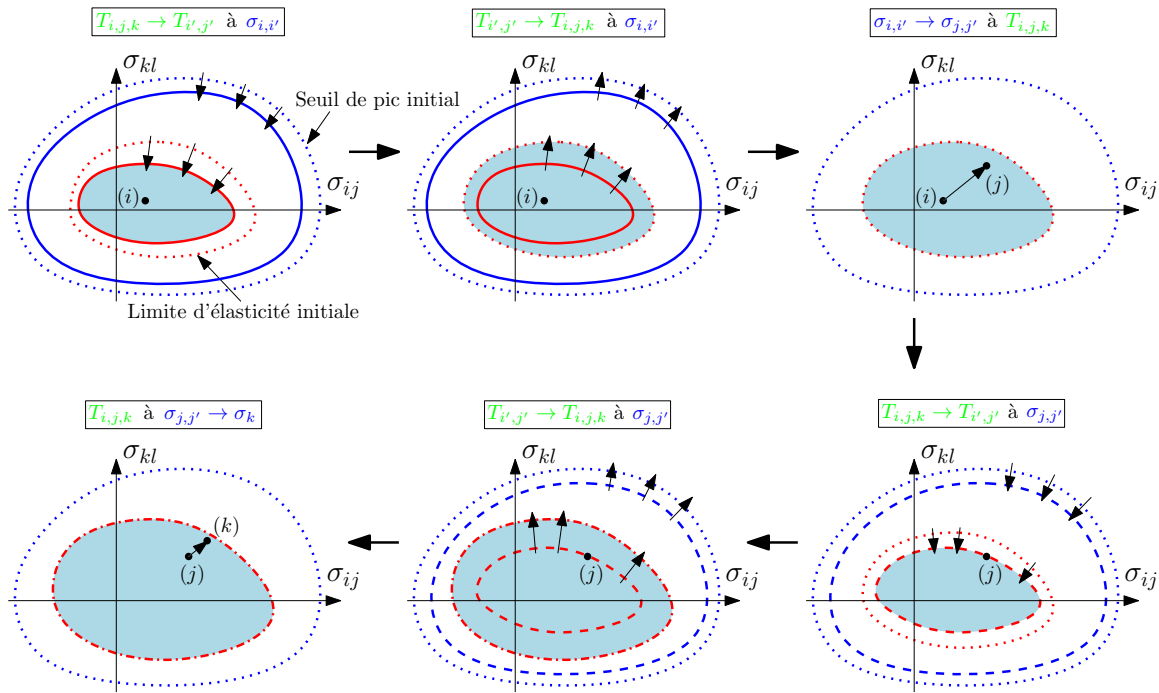 T_{i,j,k} → T_{i′,j′} à σ_{i,i′}
σ_{kl}
Seuil de pic initial
σ_{ij}
(i)
Limite d'élasticité initiale
T_{i′,j′} → T_{i,j,k} à σ_{i,i′}
σ_{kl}
σ_{ij}
(i)
σ_{i,i′} → σ_{j,j′} à T_{i,j,k}
σ_{kl}
σ_{ij}
(i)
(j)
T_{i,j,k} à σ_{j,j′} → σ_k
σ_{kl}
(k)
(j)
σ_{ij}
T_{i′,j′} → T_{i,j,k} à σ_{j,j′}
σ_{kl}
(j)
σ_{ij}
T_{i,j,k} → T_{i′,j′} à σ_{j,j′}
σ_{kl}
(j)
σ_{ij}